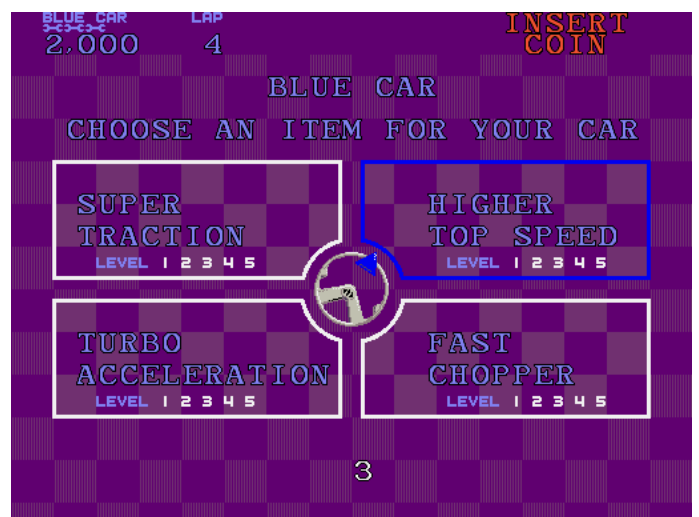 BLUE CAR LAP INSERT
2,000 4 COIN
BLUE CAR
CHOOSE AN ITEM FOR YOUR CAR
SUPER
TRACTION
LEVEL 1 2 3 4 5
HIGHER
TOP SPEED
LEVEL 1 2 3 4 5
TURBO
ACCELERATION
LEVEL 1 2 3 4 5
FAST
CHOPPER
LEVEL 1 2 3 4 5
3